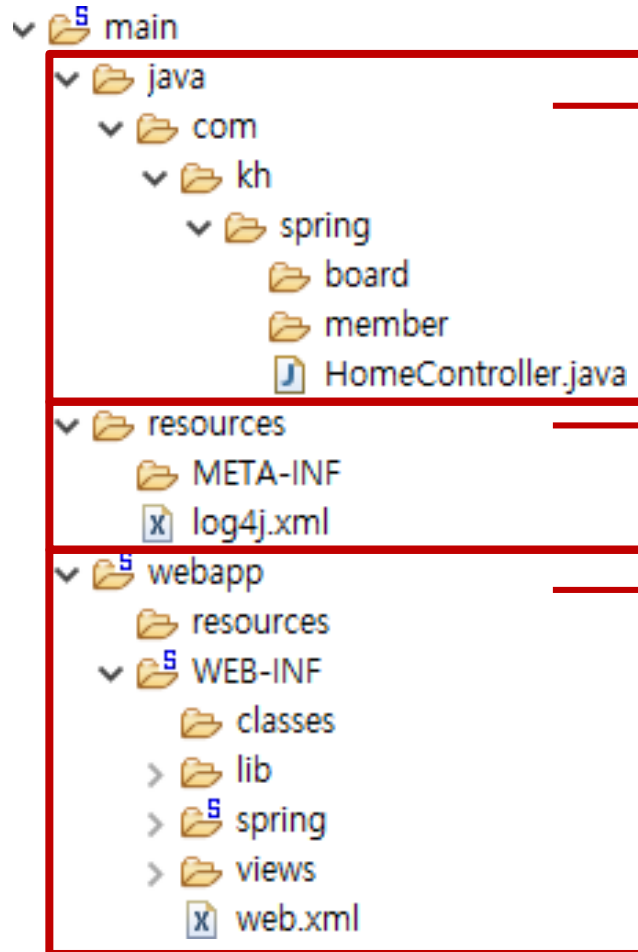 main
java
com
kh
spring
board
member
HomeController.java
resources
META-INF
log4j.xml
webapp
resources
WEB-INF
classes
lib
spring
views
web.xml